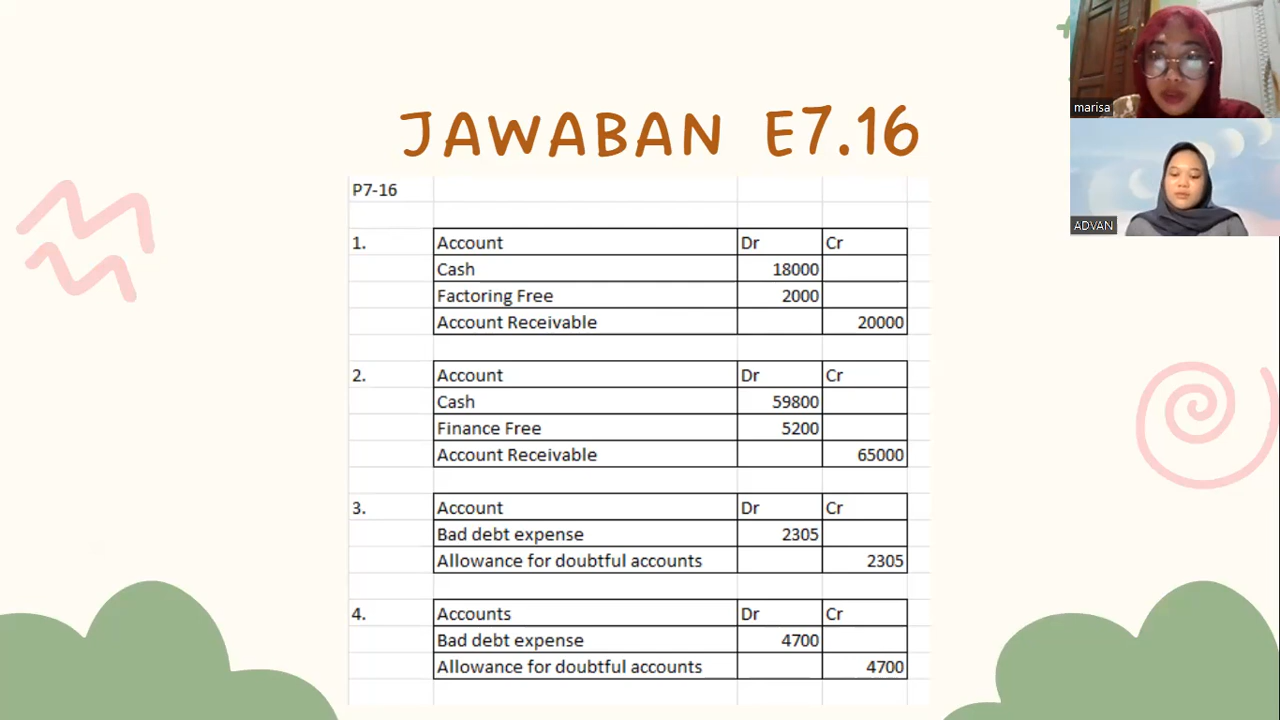 JAWABAN E7.16
P7-16
1. Account Dr Cr
Cash 18000
Factoring Free 2000
Account Receivable 20000
2. Account Dr Cr
Cash 59800
Finance Free 5200
Account Receivable 65000
3. Account Dr Cr
Bad debt expense 2305
Allowance for doubtful accounts 2305
4. Accounts Dr Cr
Bad debt expense 4700
Allowance for doubtful accounts 4700
marisa
ADVAN